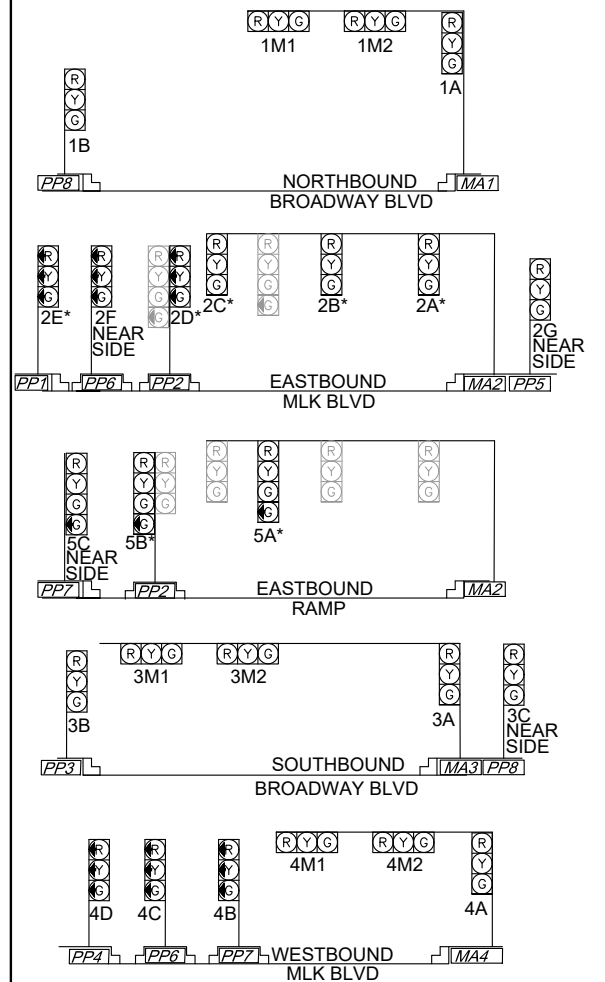 R Y G R Y G R
1M1 1M2 Y
G
R 1A
Y
G
1B
PP8 NORTHBOUND MA1
BROADWAY BLVD
R R R R R R R R
Y Y Y Y Y Y Y Y R
G G G G G G G G Y
2E* 2F G 2D* 2C* G 2B* 2A* G
NEAR 2G
SIDE NEAR
SIDE
PP1 PP6 PP2 EASTBOUND MA2 PP5
MLK BLVD
R R R R R R R
Y Y Y Y Y Y Y
G G G G G G G
G G G
5C 5B* 5A*
NEAR
SIDE
PP7 PP2 EASTBOUND MA2
RAMP
R R Y G R Y G R R
Y 3M1 3M2 Y Y
G G G
3B 3A 3C
NEAR
SIDE
PP3 SOUTHBOUND MA3 PP8
BROADWAY BLVD
R R R R Y G R Y G R
Y Y Y 4M1 4M2 Y
G G G G
4D 4C 4B 4A
PP4 PP6 PP7 WESTBOUND MA4
MLK BLVD